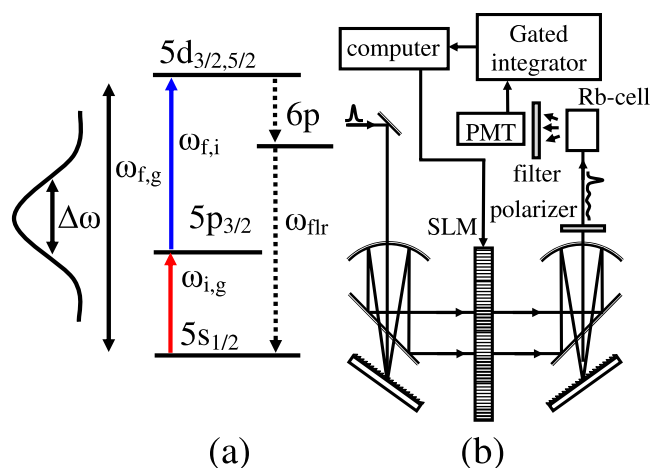 5d3/2,5/2
6p
ωf,i
ωf,g
Δω
5p3/2
ωflr
ωi,g
5s1/2
(a)
computer
Gated
integrator
Rb-cell
PMT
filter
polarizer
SLM
(b)